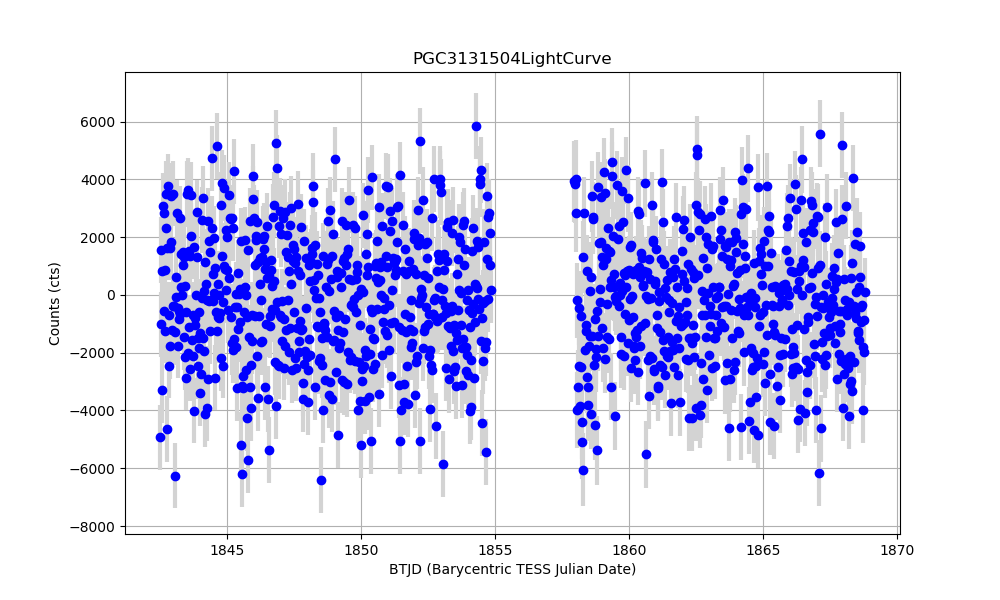 PGC3131504LightCurve
6000
4000
2000
0
−2000
−4000
−6000
−8000
Counts (cts)
1845 1850 1855 1860 1865 1870
BTJD (Barycentric TESS Julian Date)